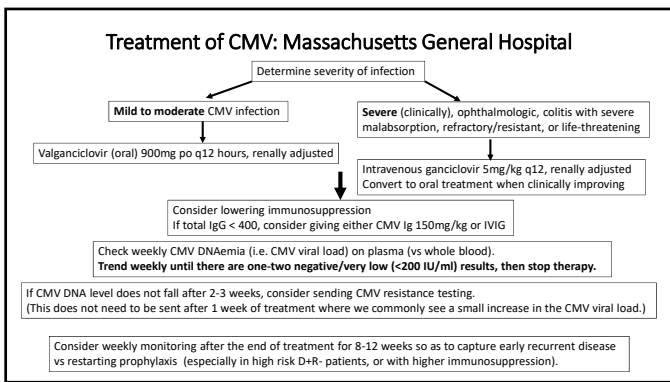 Treatment of CMV: Massachusetts General Hospital
Determine severity of infection
Mild to moderate CMV infection
Severe (clinically), ophthalmologic, colitis with severe
malabsorption, refractory/resistant, or life-threatening
Valganciclovir (oral) 900mg po q12 hours, renally adjusted
Intravenous ganciclovir 5mg/kg q12, renally adjusted
Convert to oral treatment when clinically improving
Consider lowering immunosuppression
If total IgG < 400, consider giving either CMV Ig 150mg/kg or IVIG
Check weekly CMV DNAemia (i.e. CMV viral load) on plasma (vs whole blood).
Trend weekly until there are one-two negative/very low (<200 IU/ml) results, then stop therapy.
If CMV DNA level does not fall after 2-3 weeks, consider sending CMV resistance testing.
(This does not need to be sent after 1 week of treatment where we commonly see a small increase in the CMV viral load.)
Consider weekly monitoring after the end of treatment for 8-12 weeks so as to capture early recurrent disease
vs restarting prophylaxis (especially in high risk D+R- patients, or with higher immunosuppression).